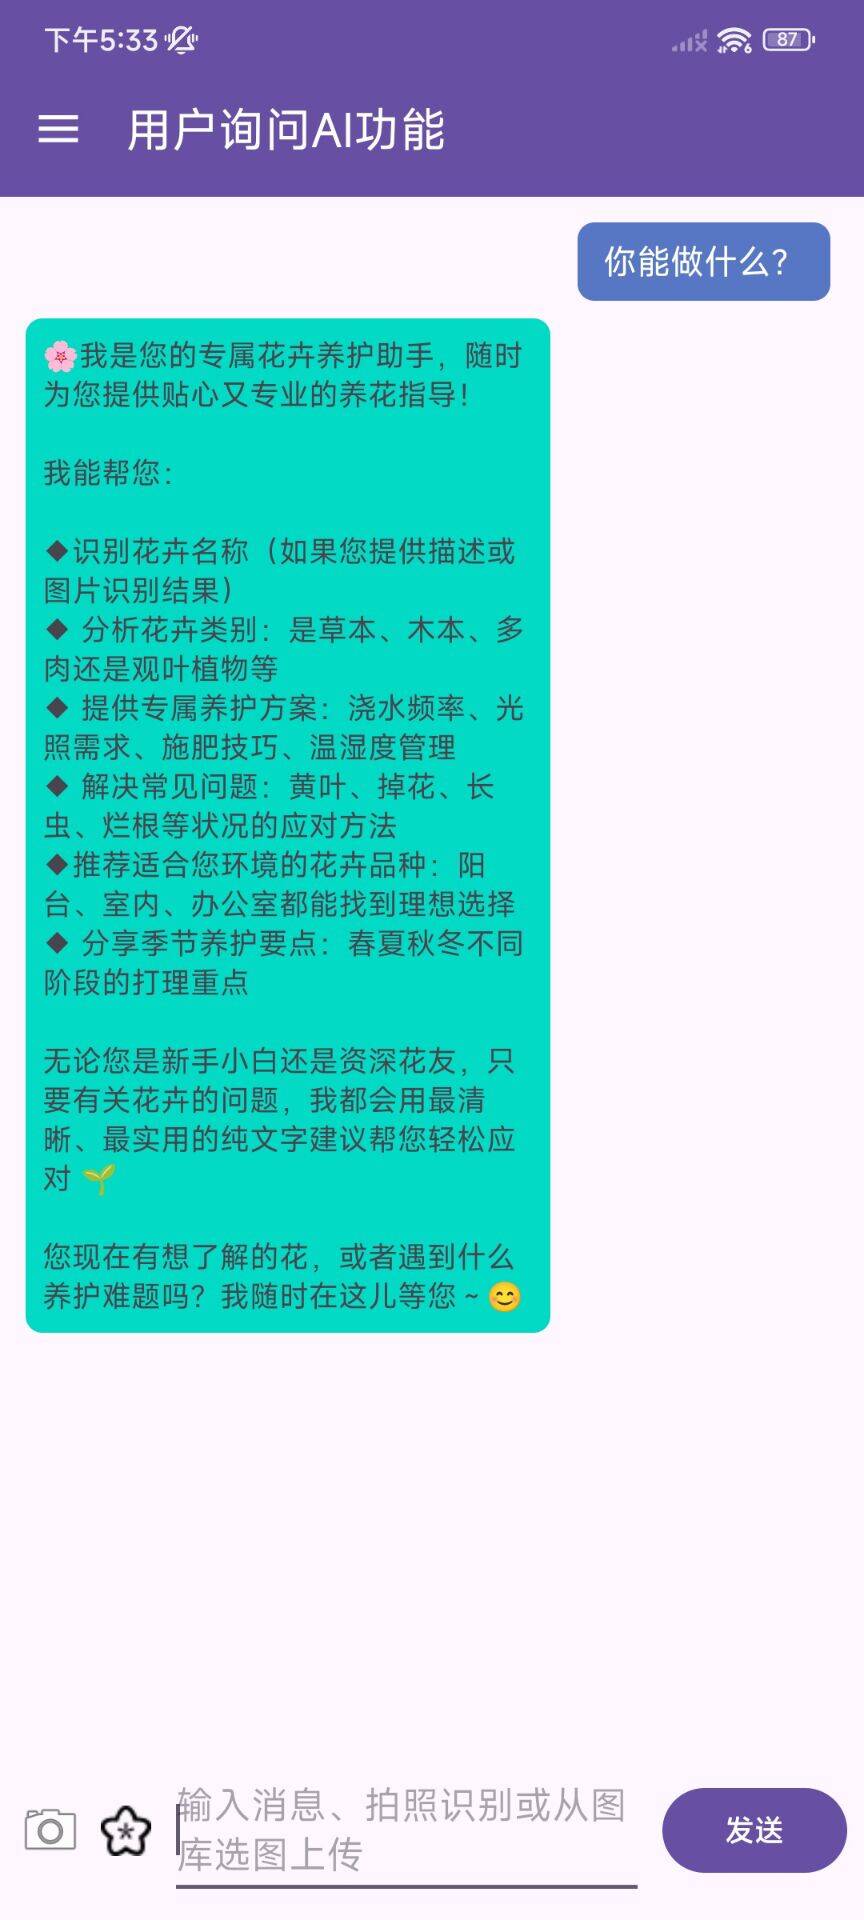 下午5:33
87
用户询问AI功能
你能做什么？
🌸我是您的专属花卉养护助手，随时
为您提供贴心又专业的养花指导！
我能帮您：
◆识别花卉名称（如果您提供描述或
图片识别结果）
◆ 分析花卉类别：是草本、木本、多
肉还是观叶植物等
◆ 提供专属养护方案：浇水频率、光
照需求、施肥技巧、温湿度管理
◆ 解决常见问题：黄叶、掉花、长
虫、烂根等状况的应对方法
◆推荐适合您环境的花卉品种：阳
台、室内、办公室都能找到理想选择
◆ 分享季节养护要点：春夏秋冬不同
阶段的打理重点
无论您是新手小白还是资深花友，只
要有关花卉的问题，我都会用最清
晰、最实用的纯文字建议帮您轻松应
对 🌱
您现在有想了解的花，或者遇到什么
养护难题吗？我随时在这儿等您～😊
输入消息、拍照识别或从图
库选图上传
发送